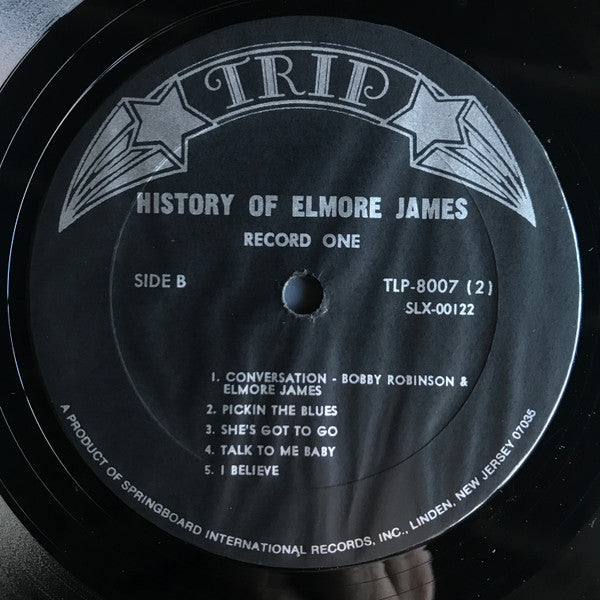 TRIP
HISTORY OF ELMORE JAMES
RECORD ONE
SIDE B
TLP-8007 (2)
SLX-00122
1. CONVERSATION - BOBBY ROBINSON &
ELMORE JAMES
2. PICKIN THE BLUES
3. SHE'S GOT TO GO
4. TALK TO ME BABY
5. I BELIEVE
A PRODUCT OF SPRINGBOARD INTERNATIONAL RECORDS, INC., LINDEN, NEW JERSEY 07036